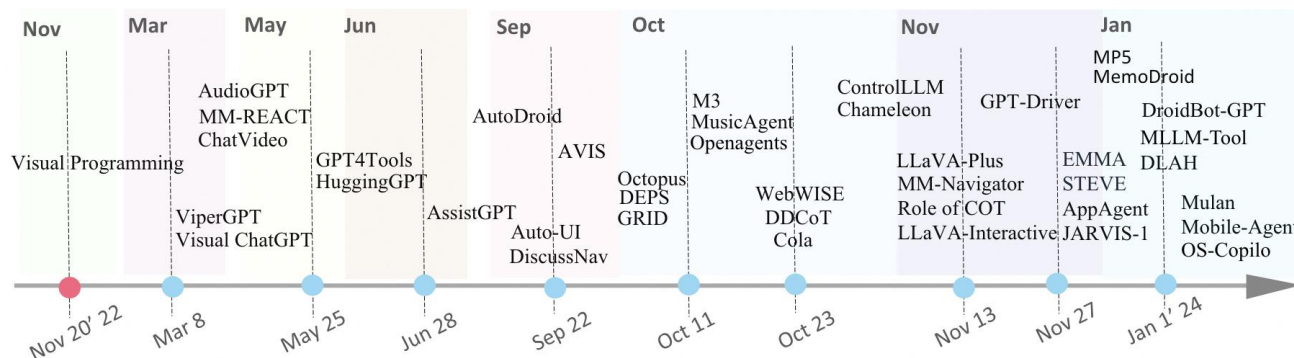 Nov
Mar
May
Jun
Sep
Oct
Nov
Jan
Visual Programming
ViperGPT
Visual ChatGPT
AudioGPT
MM-REACT
ChatVideo
GPT4Tools
HuggingGPT
AssistGPT
AutoDroid
AVIS
Auto-UI
DiscussNav
Octopus
DEPS
GRID
M3
MusicAgent
Openagents
WebWISE
DDCoT
Cola
ControlLLM
Chameleon
LLaVA-Plus
MM-Navigator
Role of COT
LLaVA-Interactive
GPT-Driver
EMMA
STEVE
AppAgent
JARVIS-1
MP5
MemoDroid
DroidBot-GPT
MLLM-Tool
DLAH
Mulan
Mobile-Agent
OS-Copilo
Nov 20' 22
Mar 8
May 25
Jun 28
Sep 22
Oct 11
Oct 23
Nov 13
Nov 27
Jan 1' 24